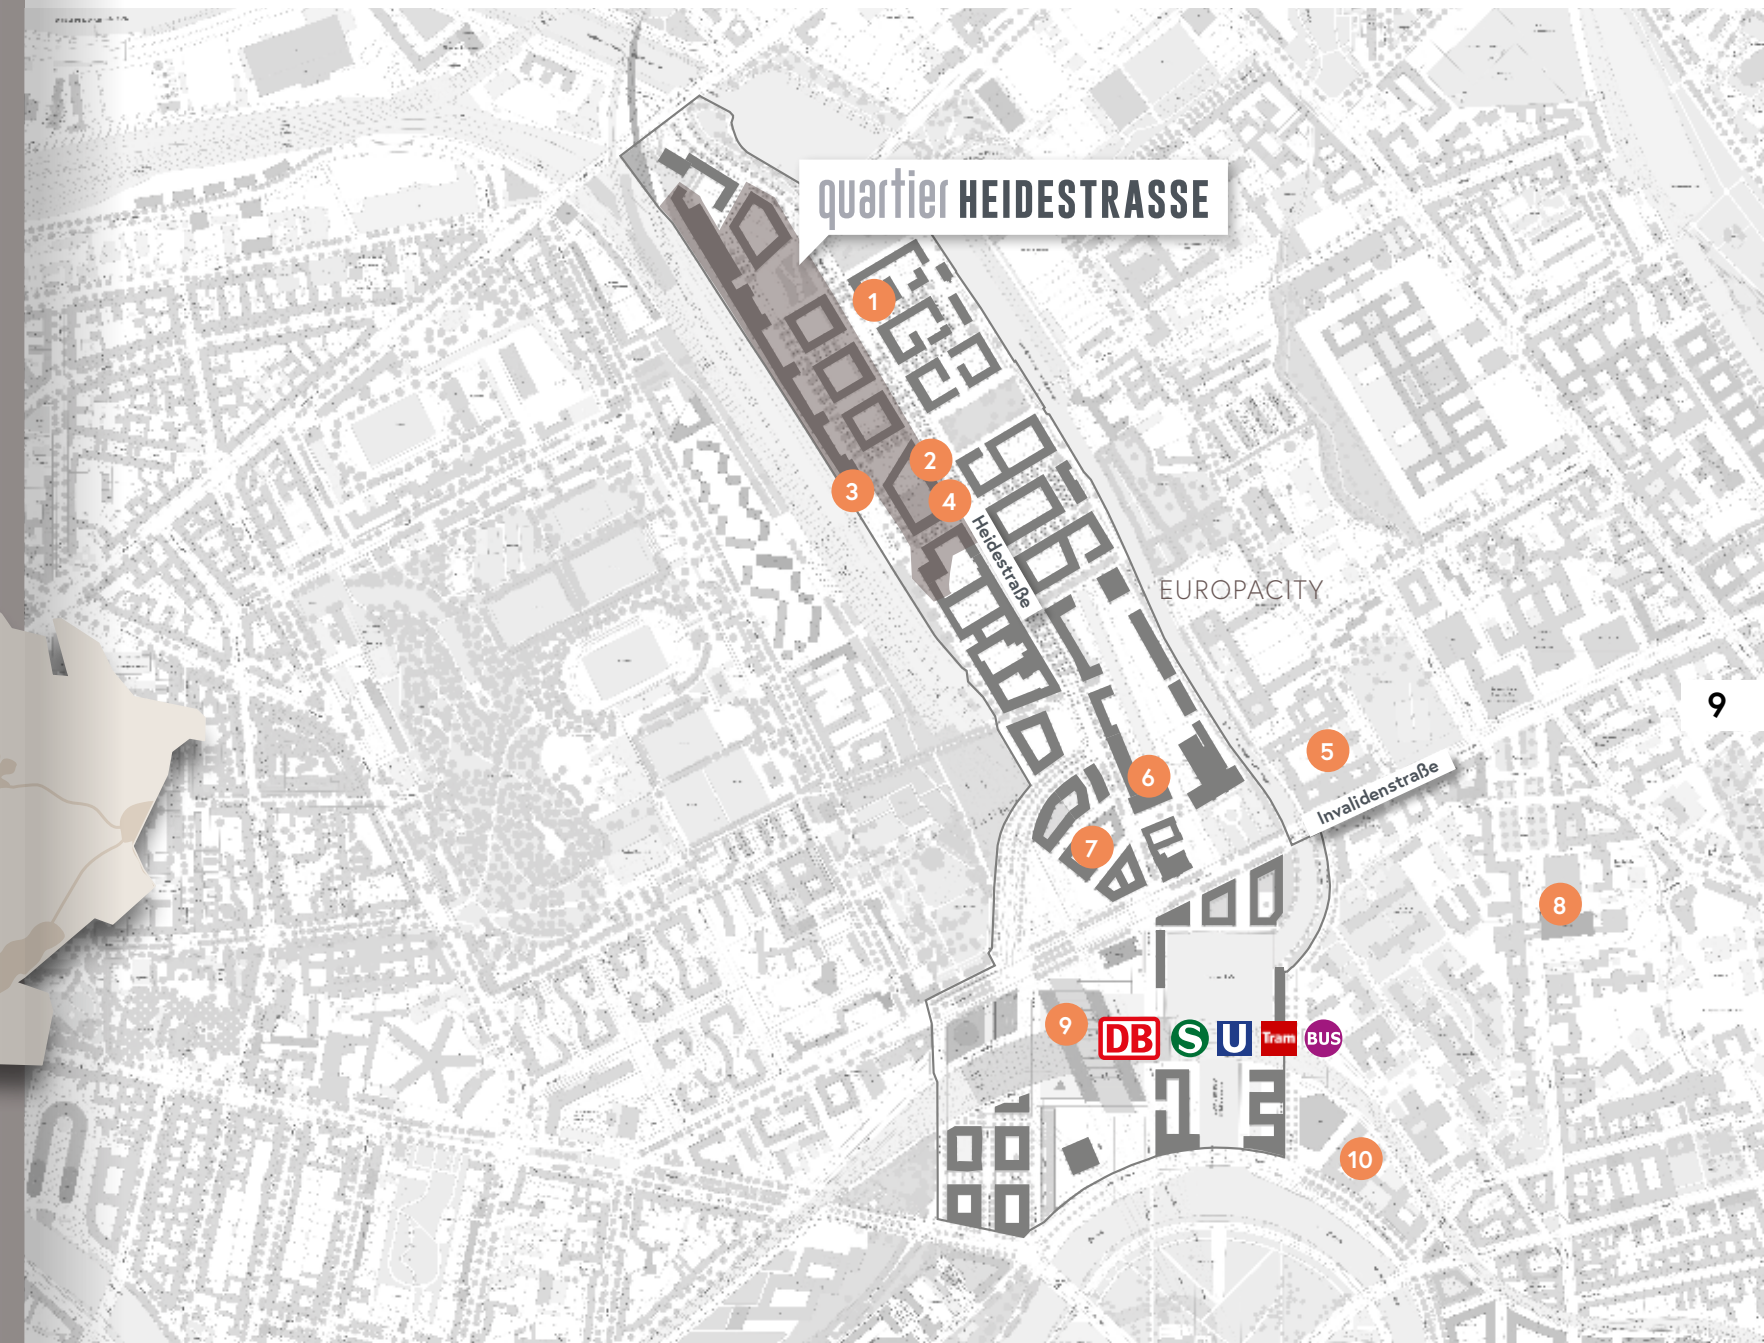 quartier HEIDESTRASSE
1
2
3
4
Heidestraße
EUROPACITY
9
5
6
Invalidenstraße
7
8
9
DB S U Tram BUS
10